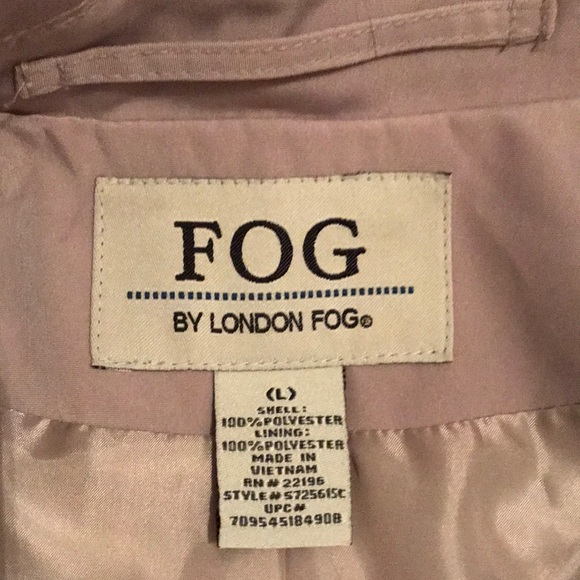 FOG
BY LONDON FOG®
(L)
SHELL:
100%POLYESTER
LINING:
100%POLYESTER
MADE IN
VIETNAM
RN# 22196
STYLE# S725615C
UPC#
709545184908